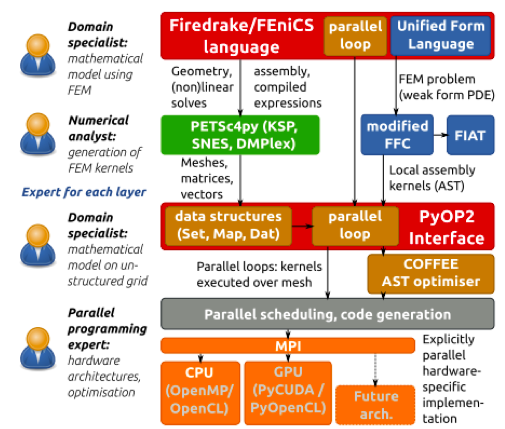 Domain
specialist:
mathematical
model using
FEM
Firedrake/FEniCS
language
parallel
loop
Unified Form
Language
Geometry,
(non)linear
solves
assembly,
compiled
expressions
FEM problem
(weak form PDE)
Numerical
analyst:
generation of
FEM kernels
PETSc4py (KSP,
SNES, DMPlex)
modified
FFC
FIAT
Meshes,
matrices,
vectors
Local assembly
kernels (AST)
Expert for each layer
Domain
specialist:
mathematical
model on un-
structured grid
data structures
(Set, Map, Dat)
parallel
loop
PyOP2
Interface
Parallel loops: kernels
executed over mesh
COFFEE
AST optimiser
Parallel scheduling, code generation
Parallel
programming
expert:
hardware
architectures,
optimisation
MPI
CPU
(OpenMP/
OpenCL)
GPU
(PyCUDA /
PyOpenCL)
Future
arch.
Explicitly
parallel
hardware-
specific
implemen-
tation